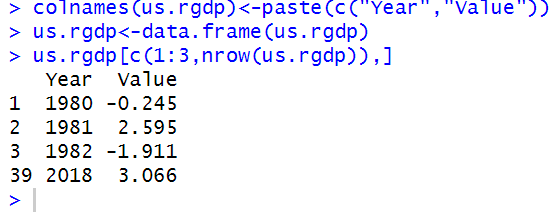 > colnames(us.rgdp)<-paste(c("Year","Value"))
> us.rgdp<-data.frame(us.rgdp)
> us.rgdp[c(1:3,nrow(us.rgdp)),]
   Year  Value
1  1980 -0.245
2  1981  2.595
3  1982 -1.911
39 2018  3.066
>